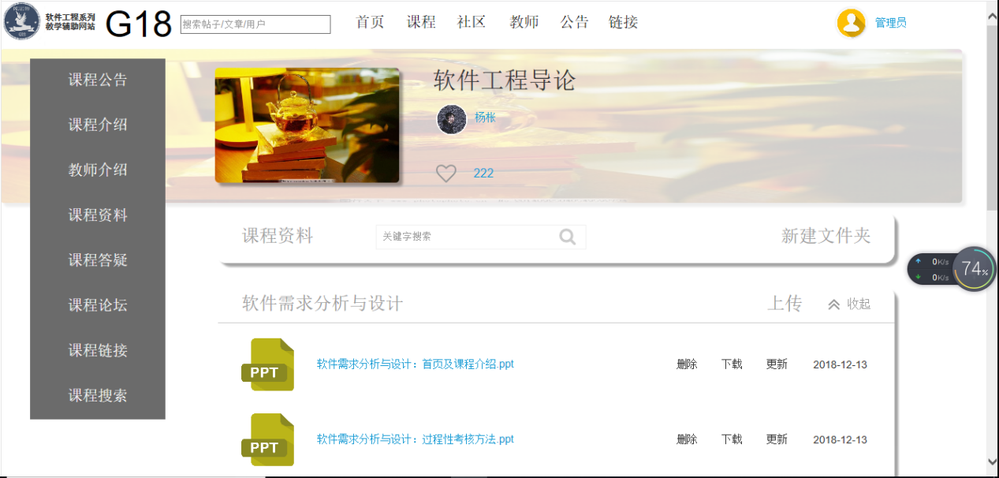 软件工程系列
教学辅助网站
G18
搜索帖子/文章/用户
首页 课程 社区 教师 公告 链接
管理员
课程公告
课程介绍
教师介绍
课程资料
课程答疑
课程论坛
课程链接
课程搜索
软件工程导论
杨枨
222
课程资料
关键字搜索
新建文件夹
软件需求分析与设计
上传
收起
PPT
软件需求分析与设计：首页及课程介绍.ppt
删除 下载 更新 2018-12-13
PPT
软件需求分析与设计：过程性考核方法.ppt
删除 下载 更新 2018-12-13
0K/s
0K/s
74%